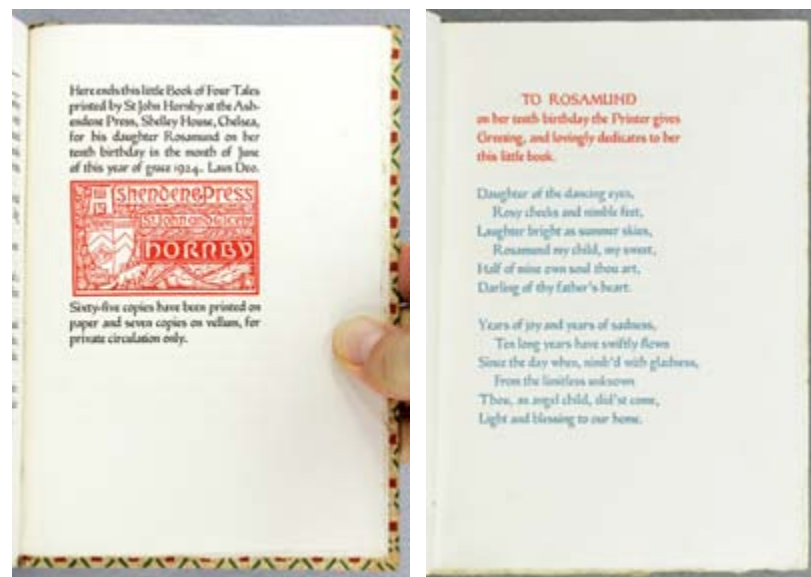 Here ends this little Book of Four Tales
printed by St John Hornby at the Ash-
endene Press, Shelley House, Chelsea,
for his daughter Rosamund on her
tenth birthday in the month of June
of this year of grace 1924. Laus Deo.
Ashendene Press
St John
Hornby
Sixty-five copies have been printed on
paper and seven copies on vellum, for
private circulation only.
TO ROSAMUND
on her tenth birthday the Printer gives
Greeting, and lovingly dedicates to her
this little book.
Daughter of the dancing eyes,
Rosy cheeks and nimble feet,
Laughter bright as summer skies,
Rosamund my child, my sweet,
Half of mine own soul thou art,
Darling of thy father's heart.
Years of joy and years of sadness,
Ten long years have swiftly flown
Since the day when, nimb'd with gladness,
From the limitless unknown
Thou, an angel child, did'st come,
Light and blessing to our home.